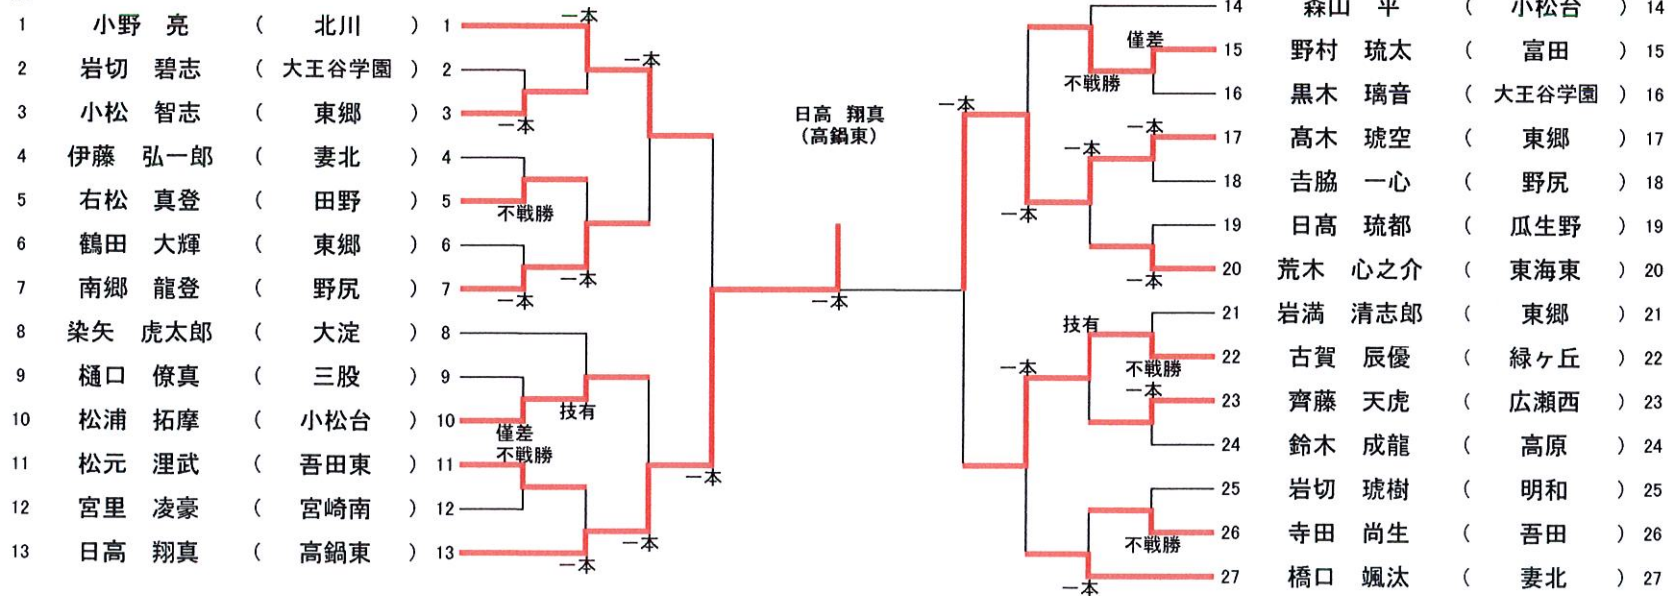 1 小野 亮 ( 北川 ) 1
2 岩切 碧志 ( 大王谷学園 ) 2
3 小松 智志 ( 東郷 ) 3
4 伊藤 弘一郎 ( 妻北 ) 4
5 右松 真登 ( 田野 ) 5
6 鶴田 大輝 ( 東郷 ) 6
7 南郷 龍登 ( 野尻 ) 7
8 染矢 虎太郎 ( 大淀 ) 8
9 樋口 僚真 ( 三股 ) 9
10 松浦 拓摩 ( 小松台 ) 10
11 松元 浬武 ( 吾田東 ) 11
12 宮里 凌豪 ( 宮崎南 ) 12
13 日高 翔真 ( 高鍋東 ) 13
一本
一本
一本
不戦勝
一本
一本
技有
僅差
不戦勝
一本
一本
一本
日高 翔真
(高鍋東)
一本
一本
一本
僅差
不戦勝
一本
一本
一本
技有
不戦勝
一本
一本
不戦勝
一本
14 森山 平 ( 小松台 ) 14
15 野村 琉太 ( 富田 ) 15
16 黒木 璃音 ( 大王谷学園 ) 16
17 髙木 琥空 ( 東郷 ) 17
18 𠮷脇 一心 ( 野尻 ) 18
19 日髙 琉都 ( 瓜生野 ) 19
20 荒木 心之介 ( 東海東 ) 20
21 岩満 清志郎 ( 東郷 ) 21
22 古賀 辰優 ( 緑ヶ丘 ) 22
23 齊藤 天虎 ( 広瀬西 ) 23
24 鈴木 成龍 ( 高原 ) 24
25 岩切 琥樹 ( 明和 ) 25
26 寺田 尚生 ( 吾田 ) 26
27 橋口 颯汰 ( 妻北 ) 27